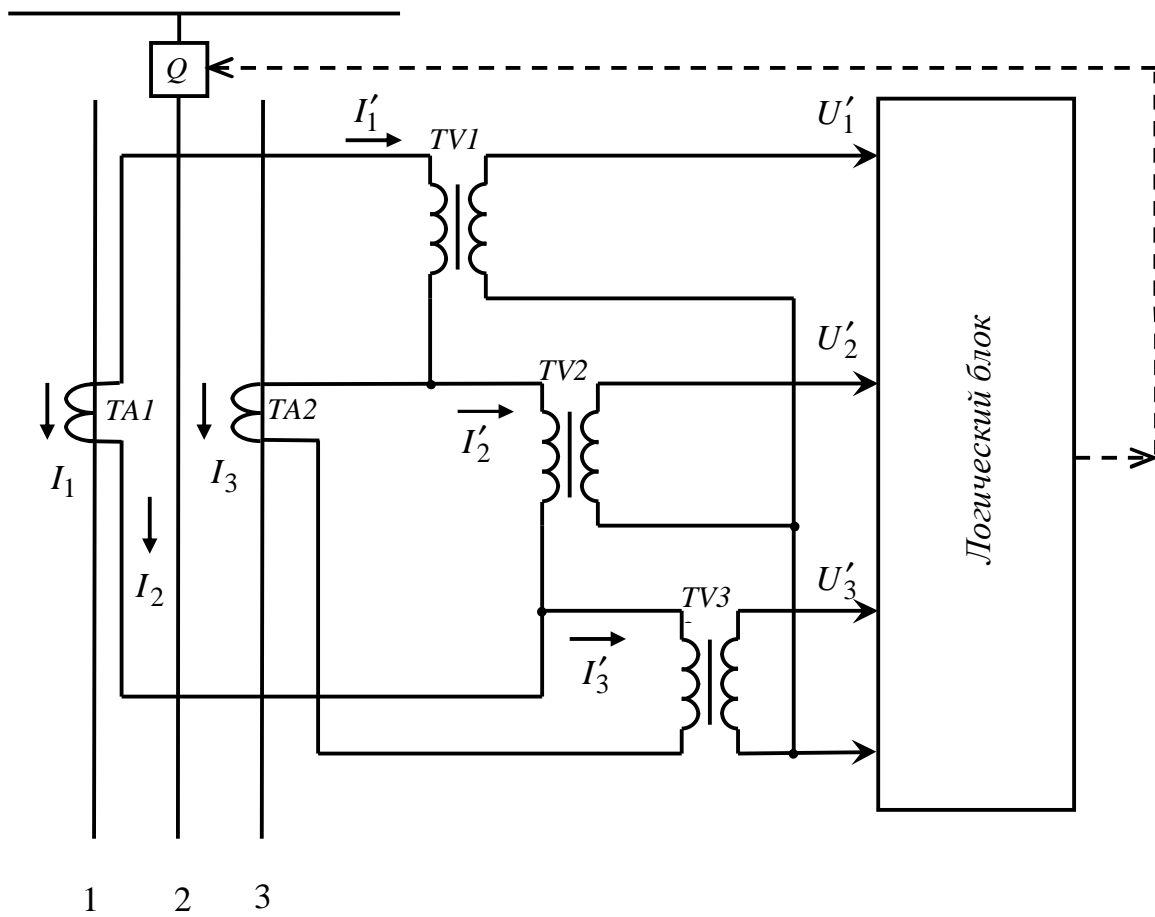 Q
I′₁
TV1
U′₁
U′₂
TV2
TA1
TA2
I′₂
I₁
I₃
I₂
U′₃
TV3
I′₃
Логический блок
1
2
3